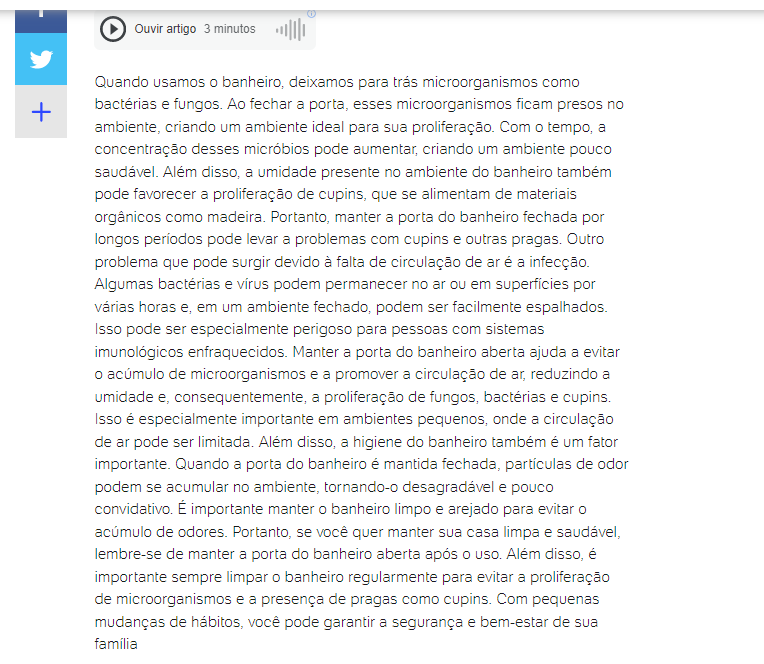 Ouvir artigo 3 minutos
Quando usamos o banheiro, deixamos para trás microorganismos como
bactérias e fungos. Ao fechar a porta, esses microorganismos ficam presos no
ambiente, criando um ambiente ideal para sua proliferação. Com o tempo, a
concentração desses micróbios pode aumentar, criando um ambiente pouco
saudável. Além disso, a umidade presente no ambiente do banheiro também
pode favorecer a proliferação de cupins, que se alimentam de materiais
orgânicos como madeira. Portanto, manter a porta do banheiro fechada por
longos períodos pode levar a problemas com cupins e outras pragas. Outro
problema que pode surgir devido à falta de circulação de ar é a infecção.
Algumas bactérias e vírus podem permanecer no ar ou em superfícies por
várias horas e, em um ambiente fechado, podem ser facilmente espalhados.
Isso pode ser especialmente perigoso para pessoas com sistemas
imunológicos enfraquecidos. Manter a porta do banheiro aberta ajuda a evitar
o acúmulo de microorganismos e a promover a circulação de ar, reduzindo a
umidade e, consequentemente, a proliferação de fungos, bactérias e cupins.
Isso é especialmente importante em ambientes pequenos, onde a circulação
de ar pode ser limitada. Além disso, a higiene do banheiro também é um fator
importante. Quando a porta do banheiro é mantida fechada, partículas de odor
podem se acumular no ambiente, tornando-o desagradável e pouco
convidativo. É importante manter o banheiro limpo e arejado para evitar o
acúmulo de odores. Portanto, se você quer manter sua casa limpa e saudável,
lembre-se de manter a porta do banheiro aberta após o uso. Além disso, é
importante sempre limpar o banheiro regularmente para evitar a proliferação
de microorganismos e a presença de pragas como cupins. Com pequenas
mudanças de hábitos, você pode garantir a segurança e bem-estar de sua
família